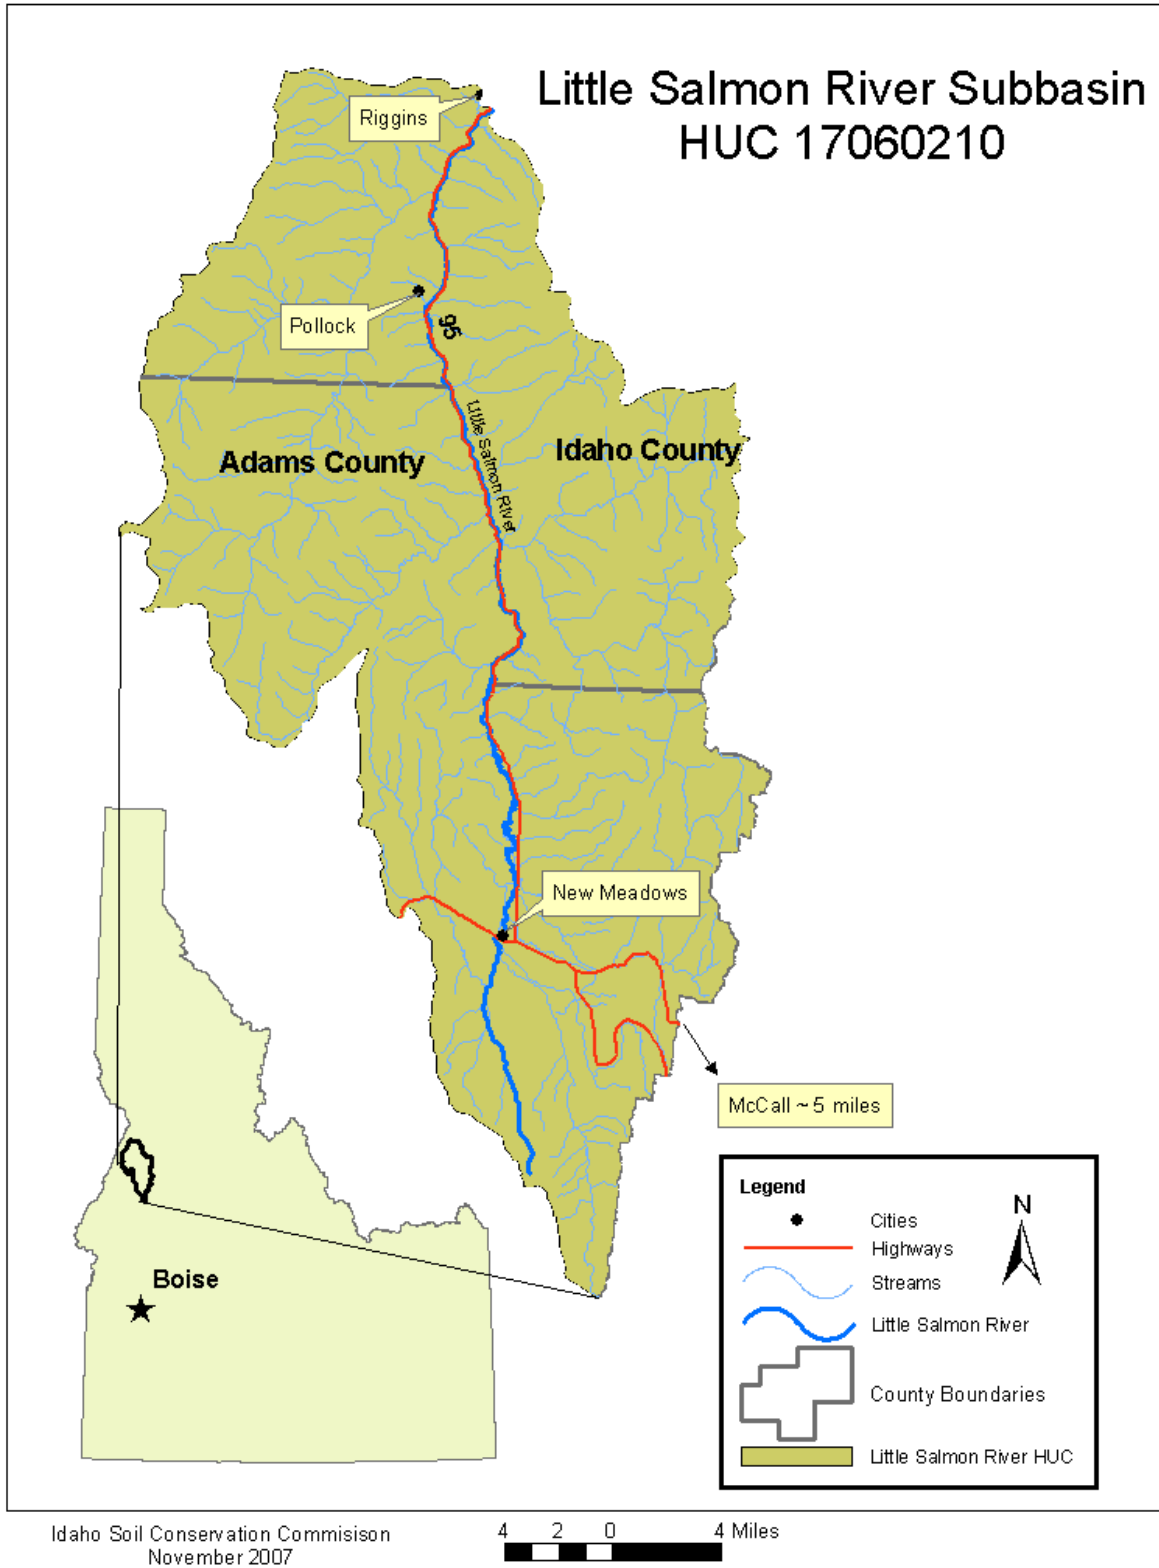 Little Salmon River Subbasin
HUC 17060210
Riggins
Pollock
95
Little Salmon River
Adams County
Idaho County
New Meadows
McCall ~ 5 miles
Boise
Legend
Cities
Highways
Streams
Little Salmon River
County Boundaries
Little Salmon River HUC
N
Idaho Soil Conservation Commisison
November 2007
4 2 0 4 Miles